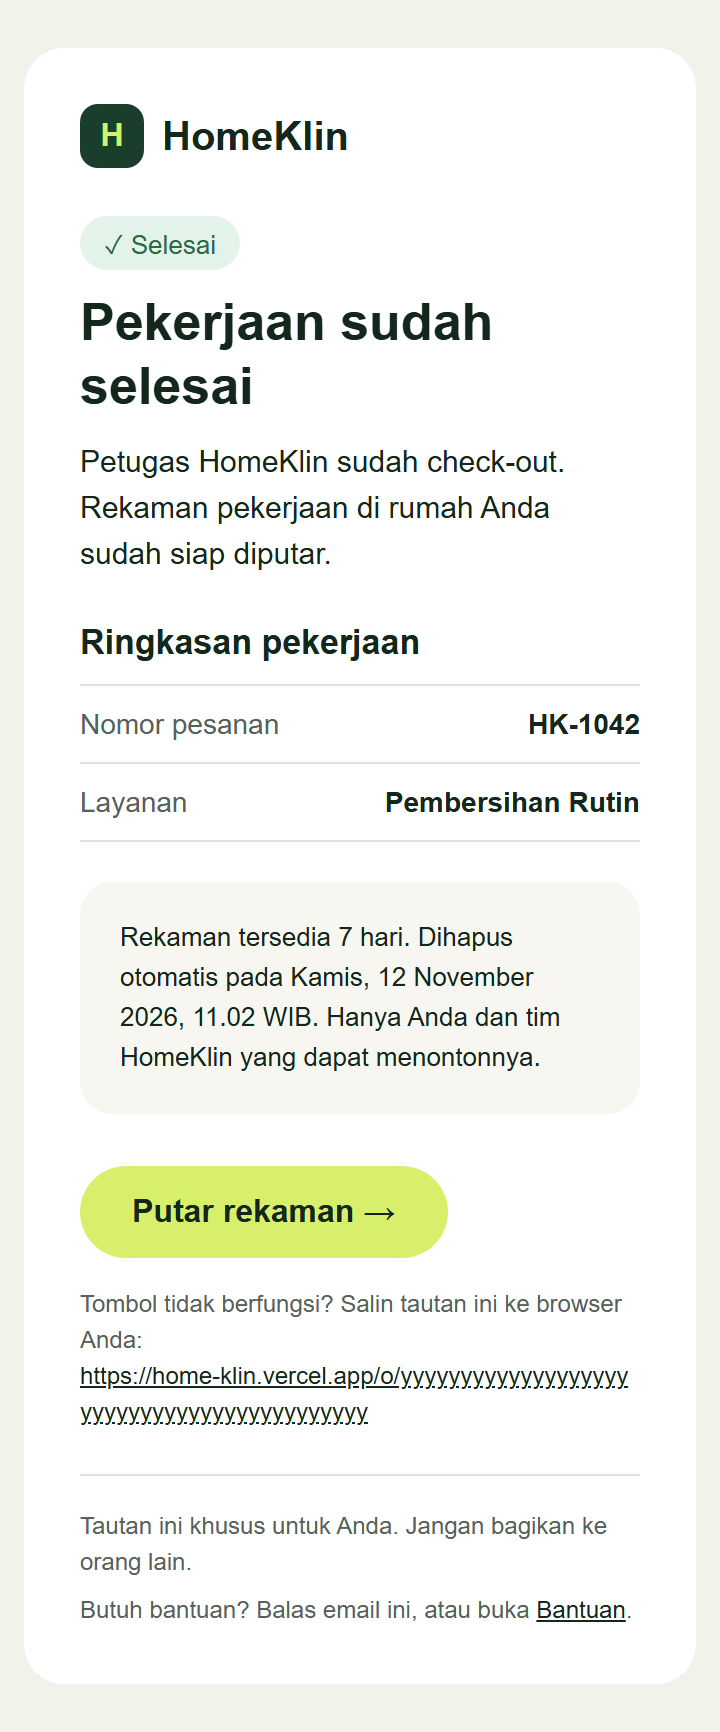 H HomeKlin
✓ Selesai
Pekerjaan sudah
selesai
Petugas HomeKlin sudah check-out.
Rekaman pekerjaan di rumah Anda
sudah siap diputar.
Ringkasan pekerjaan
Nomor pesanan HK-1042
Layanan Pembersihan Rutin
Rekaman tersedia 7 hari. Dihapus
otomatis pada Kamis, 12 November
2026, 11.02 WIB. Hanya Anda dan tim
HomeKlin yang dapat menontonnya.
Putar rekaman →
Tombol tidak berfungsi? Salin tautan ini ke browser
Anda:
https://home-klin.vercel.app/o/yyyyyyyyyyyyyyyyyyy
yyyyyyyyyyyyyyyyyyyyyyyy
Tautan ini khusus untuk Anda. Jangan bagikan ke
orang lain.
Butuh bantuan? Balas email ini, atau buka Bantuan.